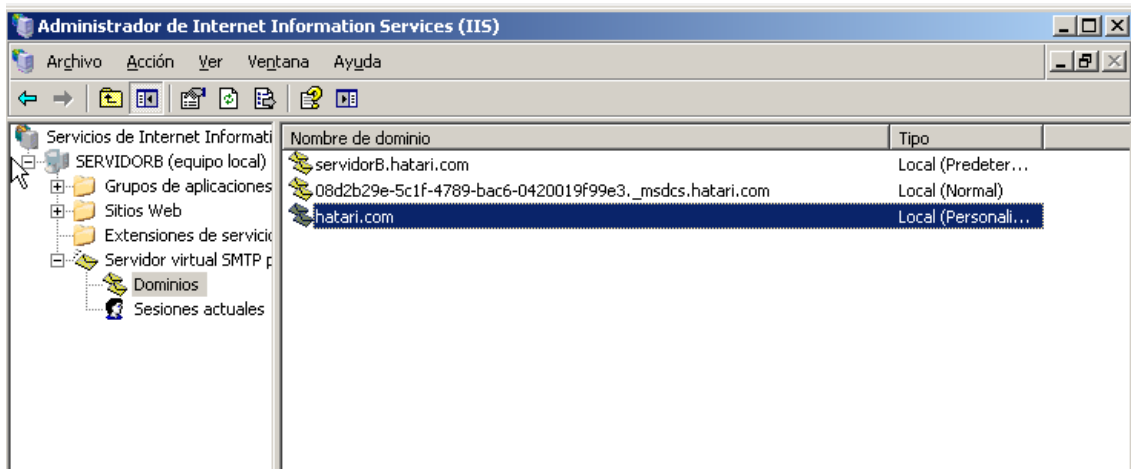 Administrador de Internet Information Services (IIS)
Archivo Acción Ver Ventana Ayuda
Servicios de Internet Informati
SERVIDORB (equipo local)
Grupos de aplicaciones
Sitios Web
Extensiones de servici
Servidor virtual SMTP p
Dominios
Sesiones actuales
Nombre de dominio Tipo
servidorB.hatari.com Local (Predeter...
08d2b29e-5c1f-4789-bac6-0420019f99e3._msdcs.hatari.com Local (Normal)
hatari.com Local (Personali...